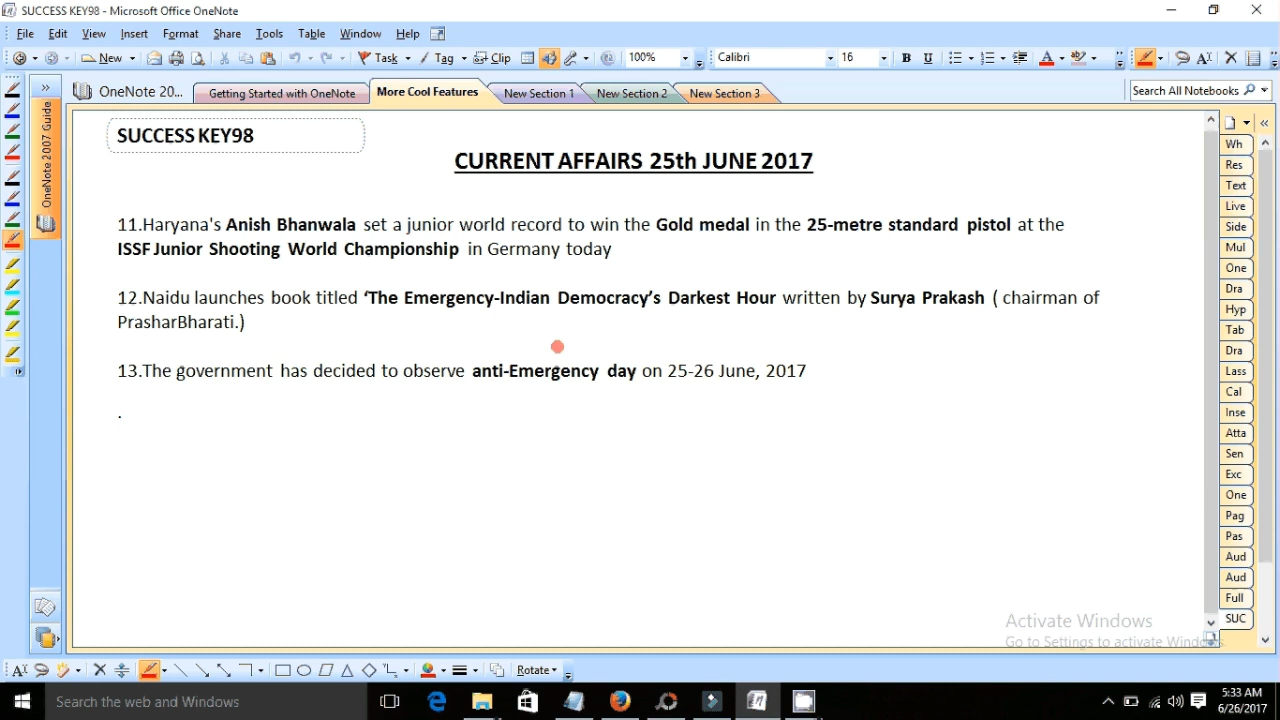 SUCCESS KEY98 - Microsoft Office OneNote
File Edit View Insert Format Share Tools Table Window Help
New Task Tag Clip 100% Calibri 16 B U
OneNote 20... Getting Started with OneNote More Cool Features New Section 1 New Section 2 New Section 3 Search All Notebooks
OneNote 2007 Guide
SUCCESS KEY98
CURRENT AFFAIRS 25th JUNE 2017
11.Haryana's Anish Bhanwala set a junior world record to win the Gold medal in the 25-metre standard pistol at the
ISSF Junior Shooting World Championship in Germany today
12.Naidu launches book titled ‘The Emergency-Indian Democracy’s Darkest Hour written by Surya Prakash ( chairman of
PrasharBharati.)
13.The government has decided to observe anti-Emergency day on 25-26 June, 2017
.
Wh
Res
Text
Live
Side
Mul
One
Dra
Hyp
Tab
Dra
Lass
Cal
Inse
Atta
Sen
Exc
One
Pag
Pas
Aud
Aud
Full
SUC
Activate Windows
Go to Settings to activate Windows.
Rotate
Search the web and Windows
5:33 AM
6/26/2017